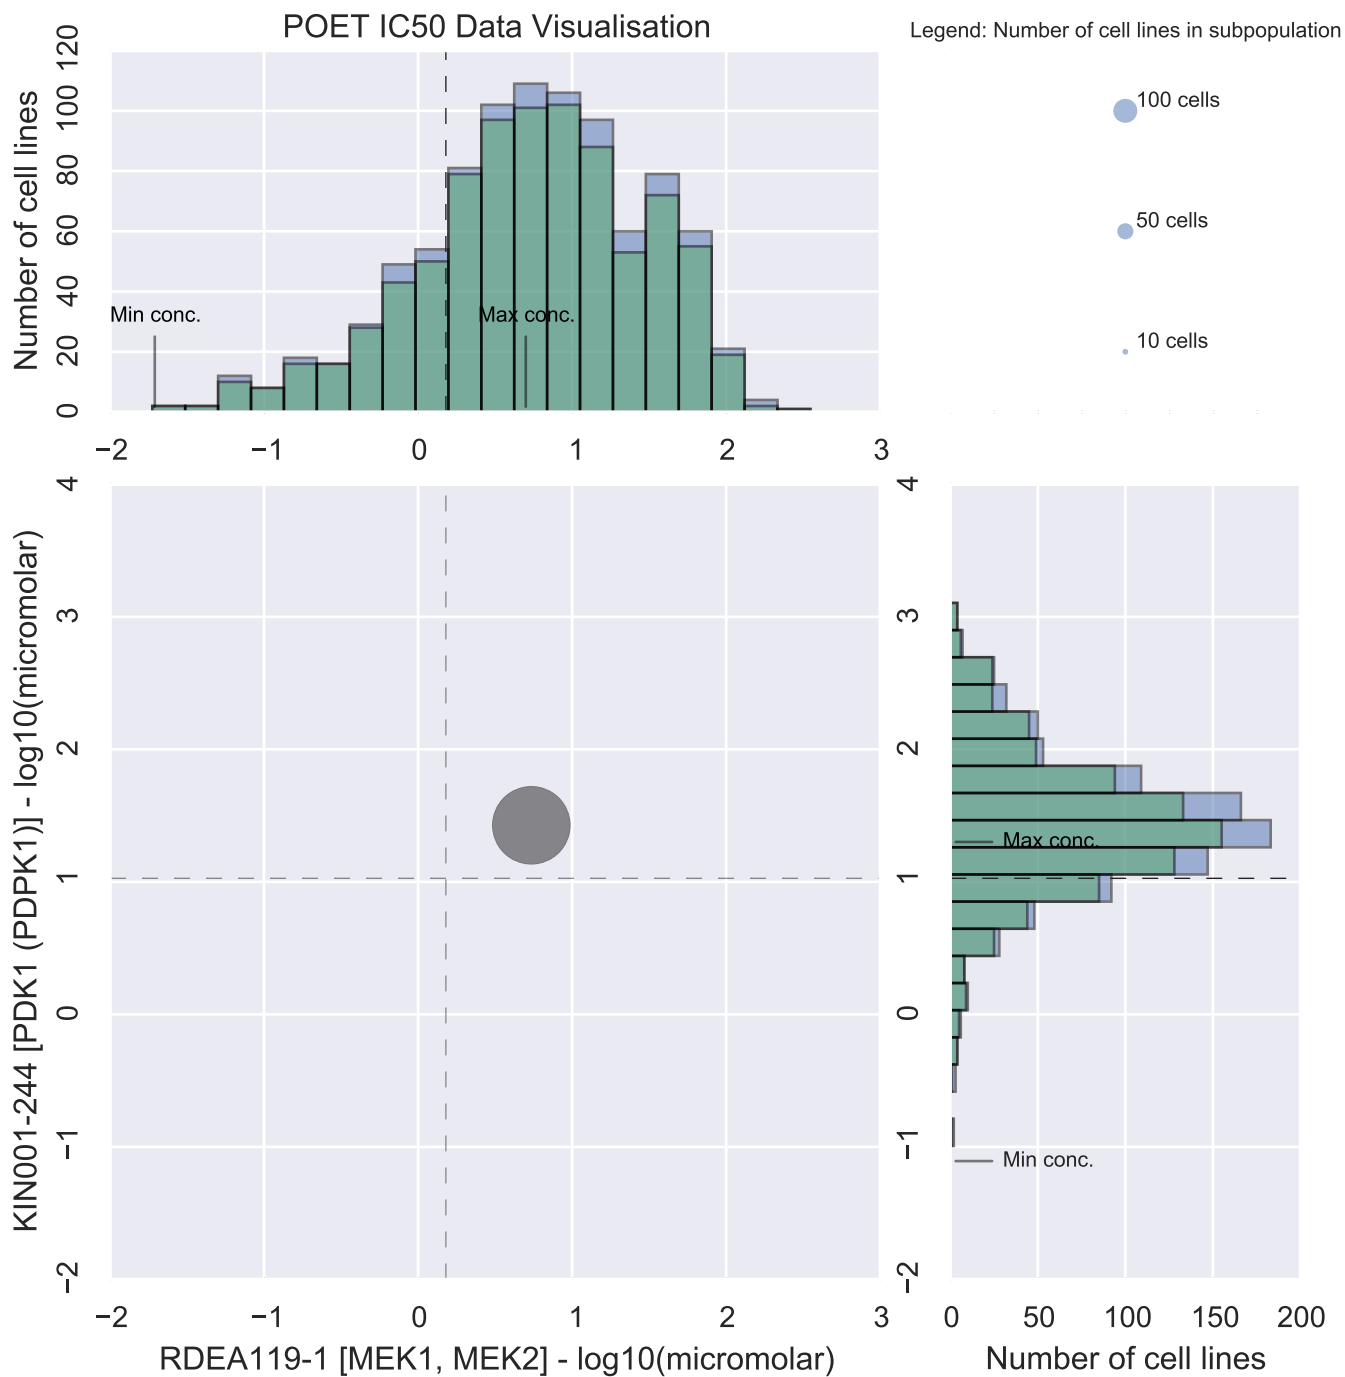 POET IC50 Data Visualisation
Legend: Number of cell lines in subpopulation
Number of cell lines
120
100
80
60
40
20
0
Min conc.
Max conc.
−2 −1 0 1 2 3
100 cells
50 cells
10 cells
KIN001-244 [PDK1 (PDPK1)] - log10(micromolar)
4
3
2
1
0
−1
−2
−2 −1 0 1 2 3
RDEA119-1 [MEK1, MEK2] - log10(micromolar)
4
3
2
1
0
−1
−2
Max conc.
Min conc.
0 50 100 150 200
Number of cell lines